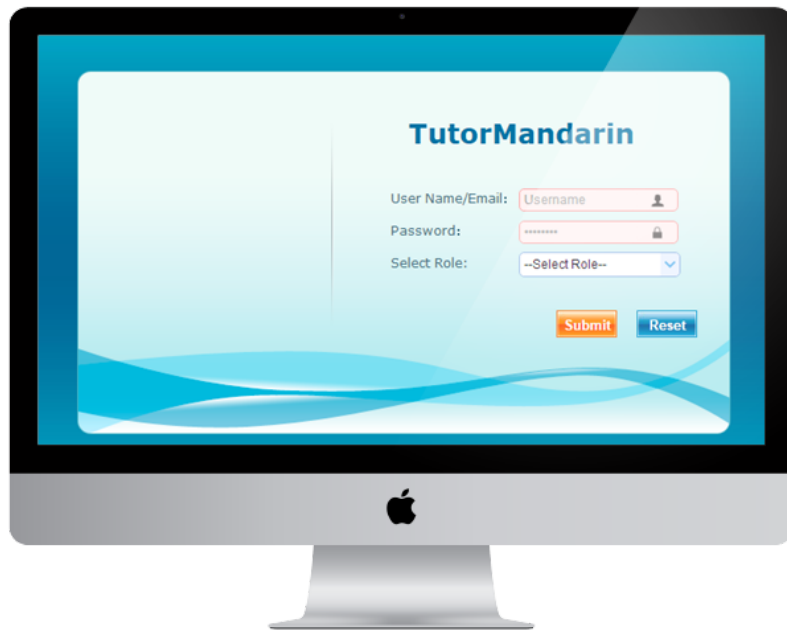 TutorMandarin
User Name/Email: Username
Password: ********
Select Role: --Select Role--
Submit Reset